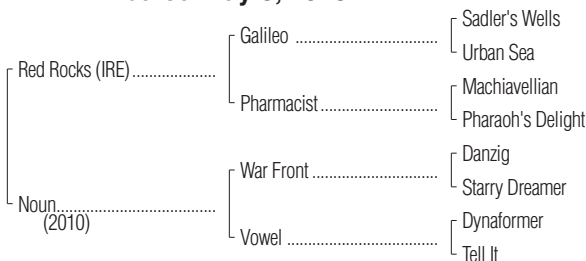 Sadler's Wells
Galileo ....................................
Urban Sea
Red Rocks (IRE) .....................
Machiavellian
Pharmacist .............................
Pharaoh's Delight
Danzig
War Front ...............................
Starry Dreamer
Noun........................................
(2010)
Dynaformer
Vowel .....................................
Tell It